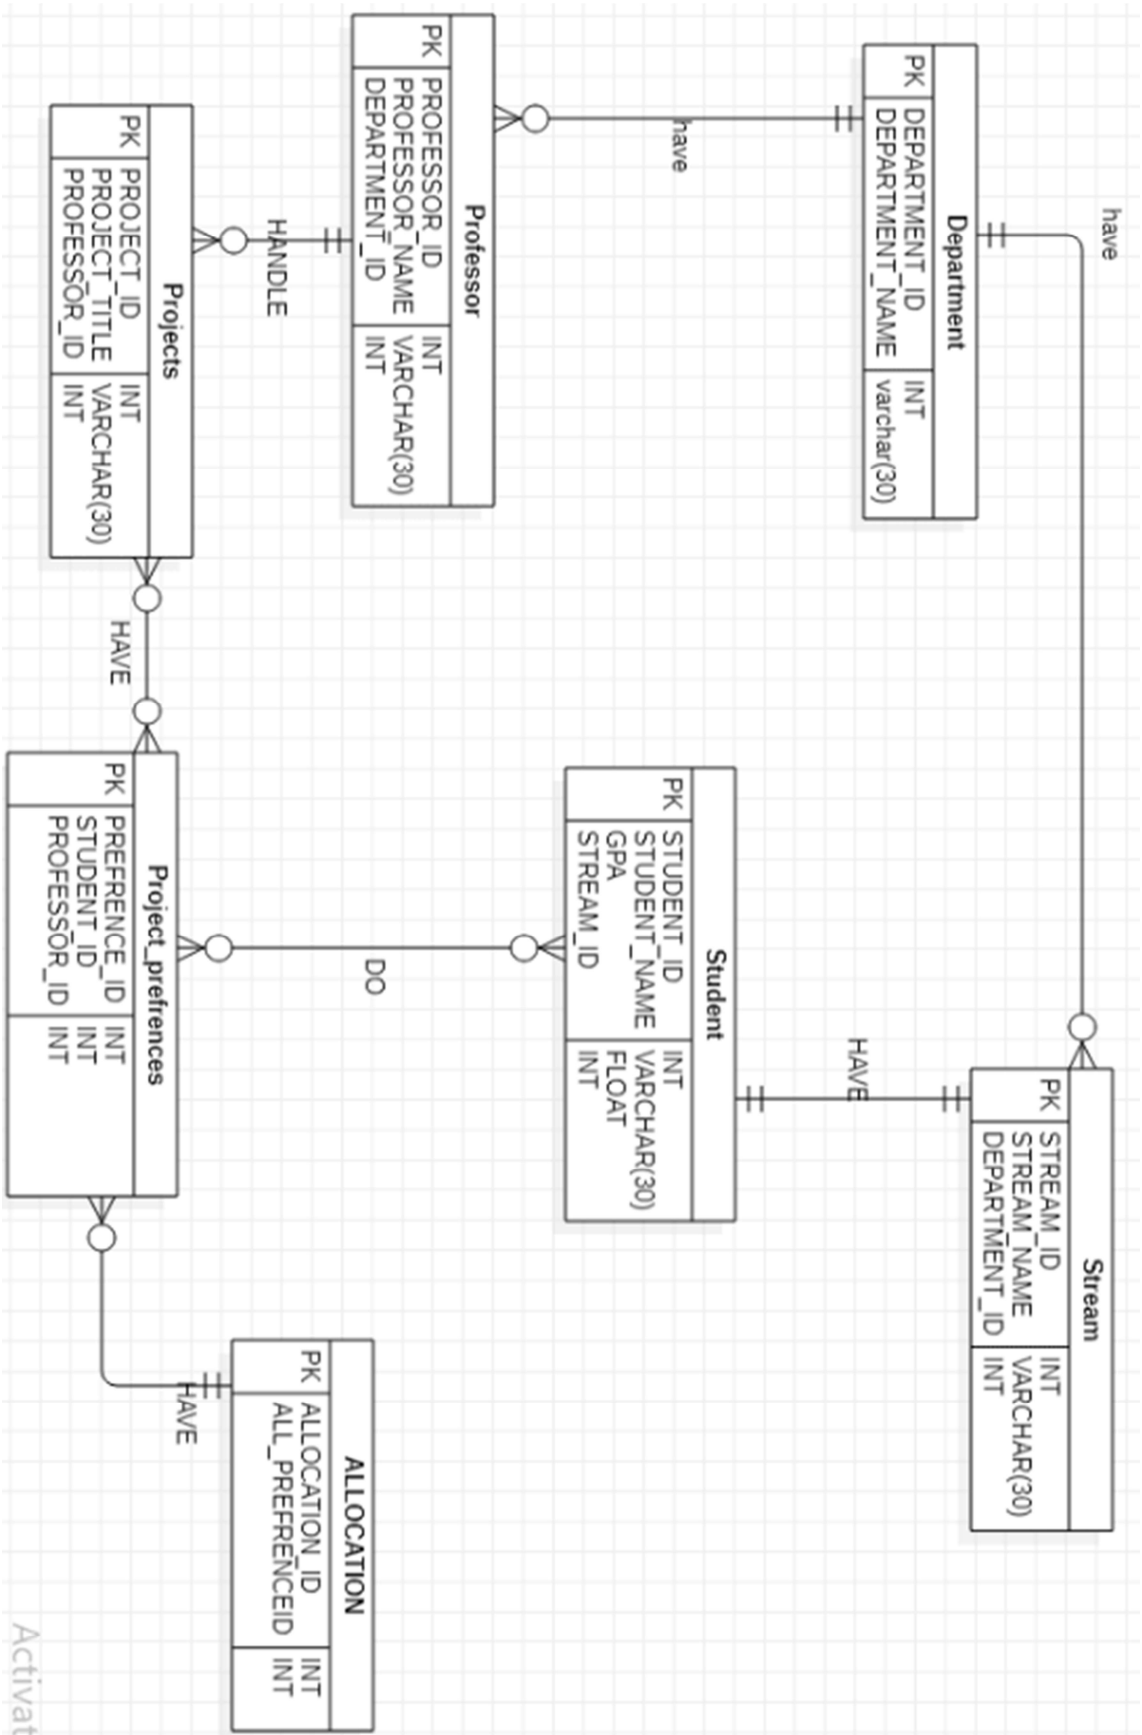 have
Department
PK DEPARTMENT_ID INT
DEPARTMENT_NAME varchar(30)
have
Stream
PK STREAM_ID INT
STREAM_NAME VARCHAR(30)
DEPARTMENT_ID INT
HAVE
Student
PK STUDENT_ID INT
STUDENT_NAME VARCHAR(30)
GPA FLOAT
STREAM_ID INT
Professor
PK PROFESSOR_ID INT
PROFESSOR_NAME VARCHAR(30)
DEPARTMENT_ID INT
HANDLE
DO
Projects
PK PROJECT_ID INT
PROJECT_TITLE VARCHAR(30)
PROFESSOR_ID INT
HAVE
Project_prefrences
PK PREFRENCE_ID INT
STUDENT_ID INT
PROFESSOR_ID INT
ALLOCATION
PK ALLOCATION_ID INT
ALL_PREFRENCEID INT
HAVE
Activat